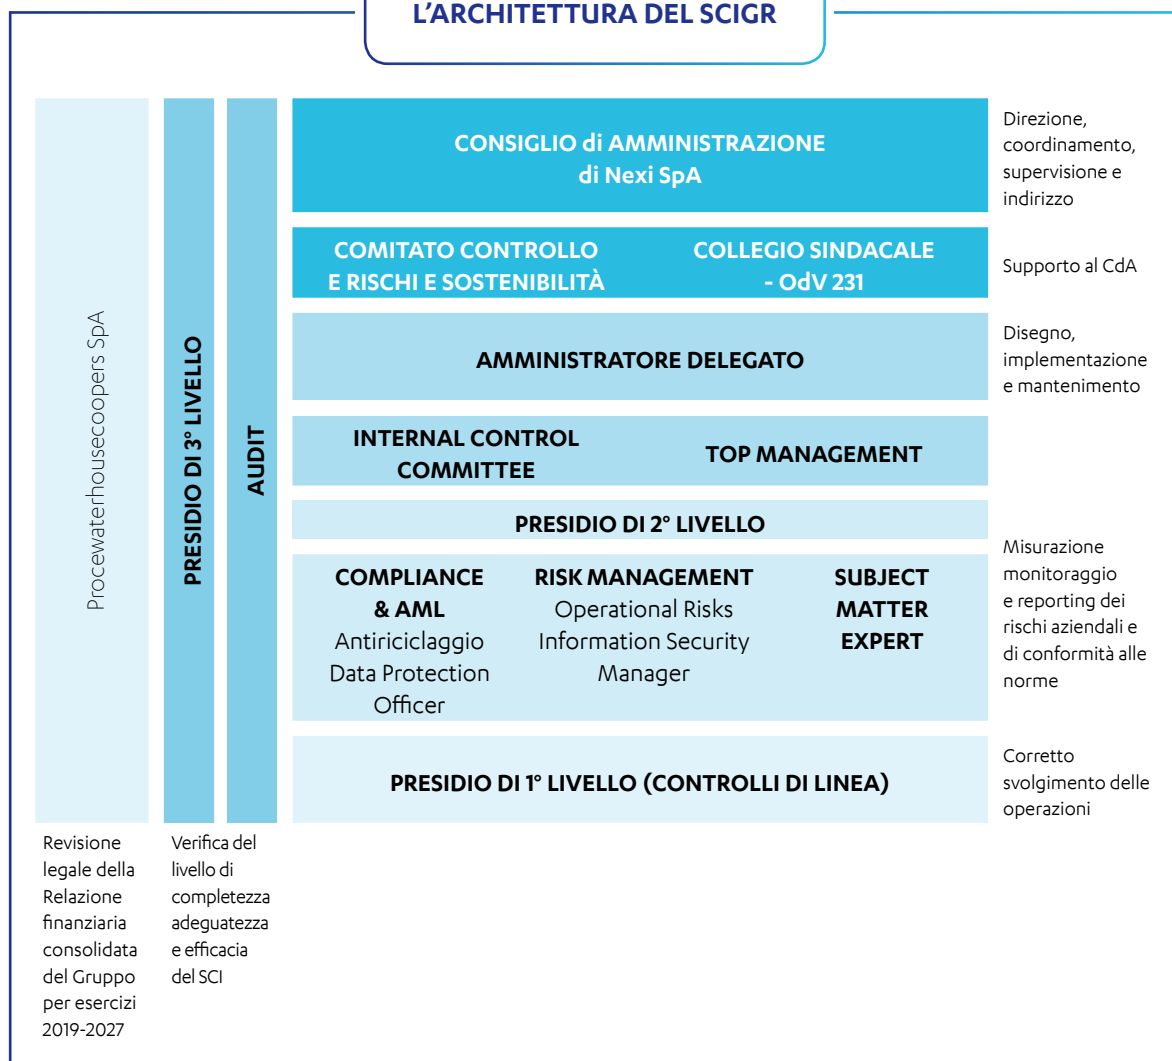 L'ARCHITETTURA DEL SCIGR
Procewaterhousecoopers SpA
PRESIDIO DI 3° LIVELLO
AUDIT
CONSIGLIO di AMMINISTRAZIONE
di Nexi SpA
Direzione,
coordinamento,
supervisione e
indirizzo
COMITATO CONTROLLO
E RISCHI E SOSTENIBILITÀ
COLLEGIO SINDACALE
- OdV 231
Supporto al CdA
AMMINISTRATORE DELEGATO
Disegno,
implementazione
e mantenimento
INTERNAL CONTROL
COMMITTEE
TOP MANAGEMENT
PRESIDIO DI 2° LIVELLO
COMPLIANCE
& AML
Antiriciclaggio
Data Protection
Officer
RISK MANAGEMENT
Operational Risks
Information Security
Manager
SUBJECT
MATTER
EXPERT
Misurazione
monitoraggio
e reporting dei
rischi aziendali e
di conformità alle
norme
PRESIDIO DI 1° LIVELLO (CONTROLLI DI LINEA)
Corretto
svolgimento delle
operazioni
Revisione
legale della
Relazione
finanziaria
consolidata
del Gruppo
per esercizi
2019-2027
Verifica del
livello di
completezza
adeguatezza
e efficacia
del SCI